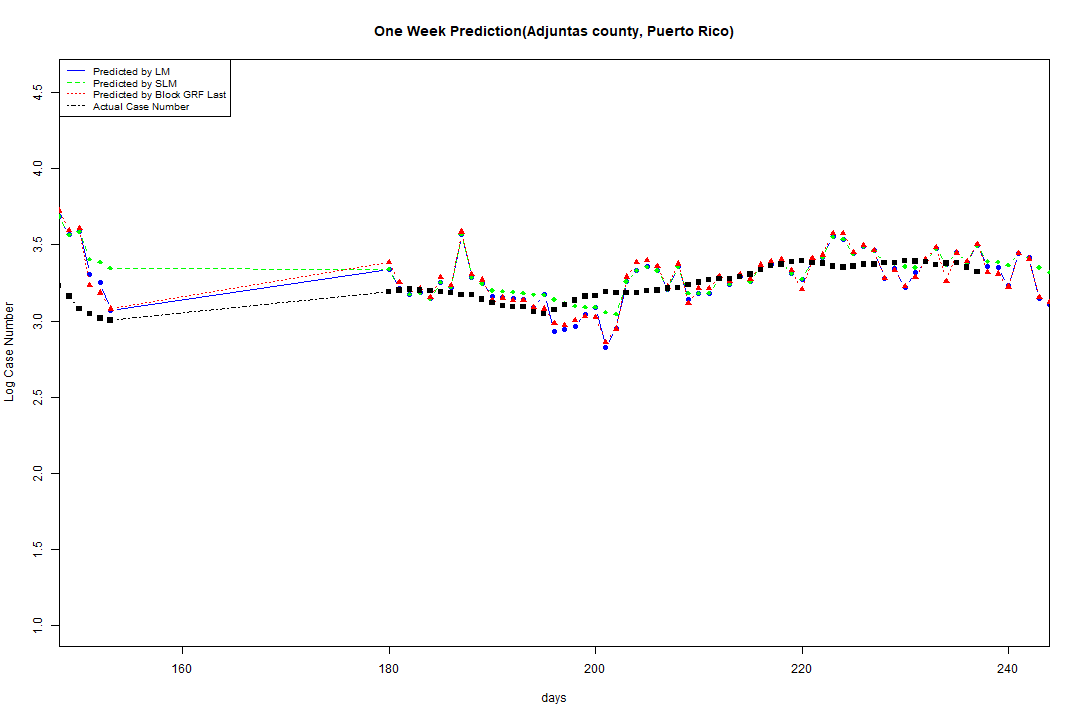 One Week Prediction(Adjuntas county, Puerto Rico)
Predicted by LM
Predicted by SLM
Predicted by Block GRF Last
Actual Case Number
4.5
4.0
3.5
3.0
2.5
2.0
1.5
1.0
Log Case Number
160 180 200 220 240
days